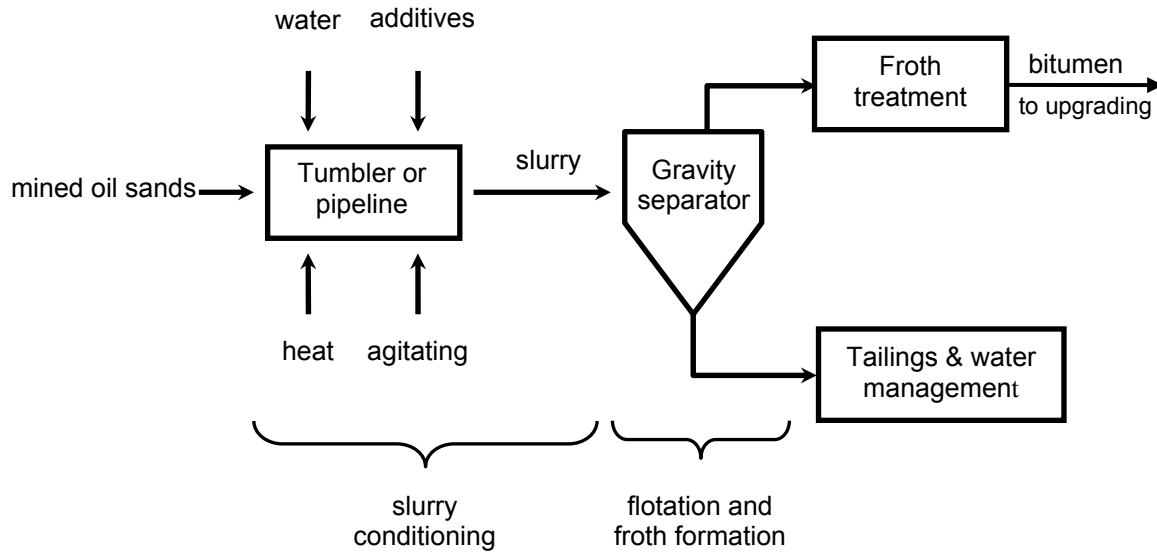 water
additives
Froth
treatment
bitumen
to upgrading
mined oil sands
Tumbler or
pipeline
slurry
Gravity
separator
heat
agitating
Tailings & water
management
slurry
conditioning
flotation and
froth formation